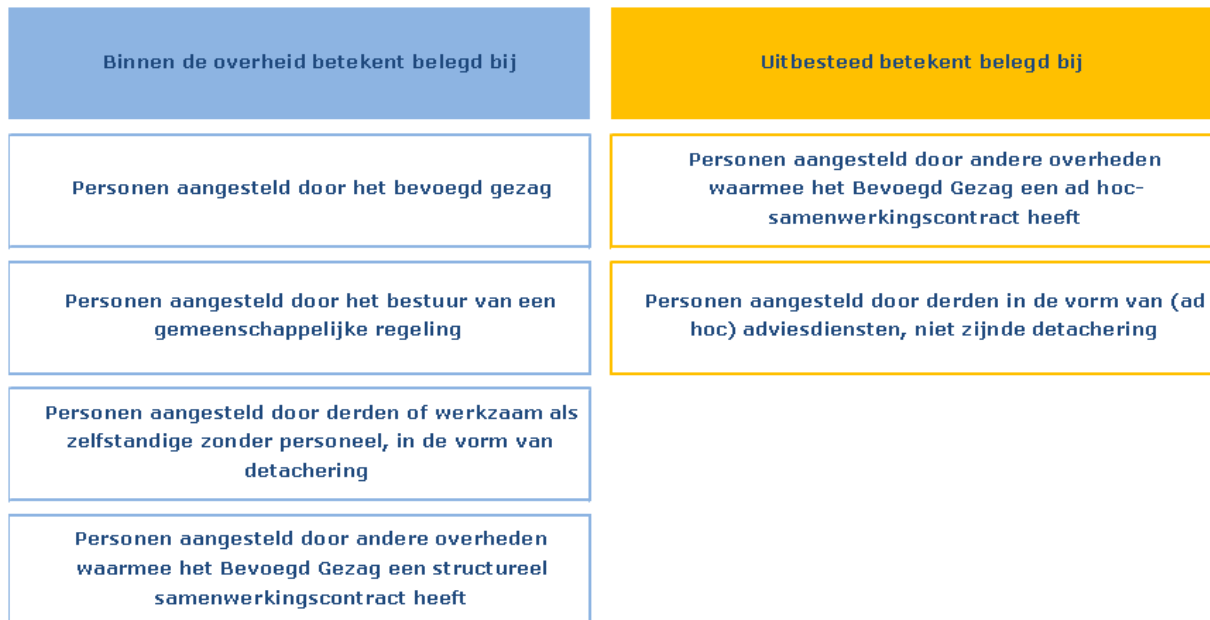 Binnen de overheid betekent belegd bij
Uitbesteed betekent belegd bij
Personen aangesteld door het bevoegd gezag
Personen aangesteld door andere overheden
waarmee het Bevoegd Gezag een ad hoc-
samenwerkingscontract heeft
Personen aangesteld door het bestuur van een
gemeenschappelijke regeling
Personen aangesteld door derden in de vorm van (ad
hoc) adviesdiensten, niet zijnde detachering
Personen aangesteld door derden of werkzaam als
zelfstandige zonder personeel, in de vorm van
detachering
Personen aangesteld door andere overheden
waarmee het Bevoegd Gezag een structureel
samenwerkingscontract heeft